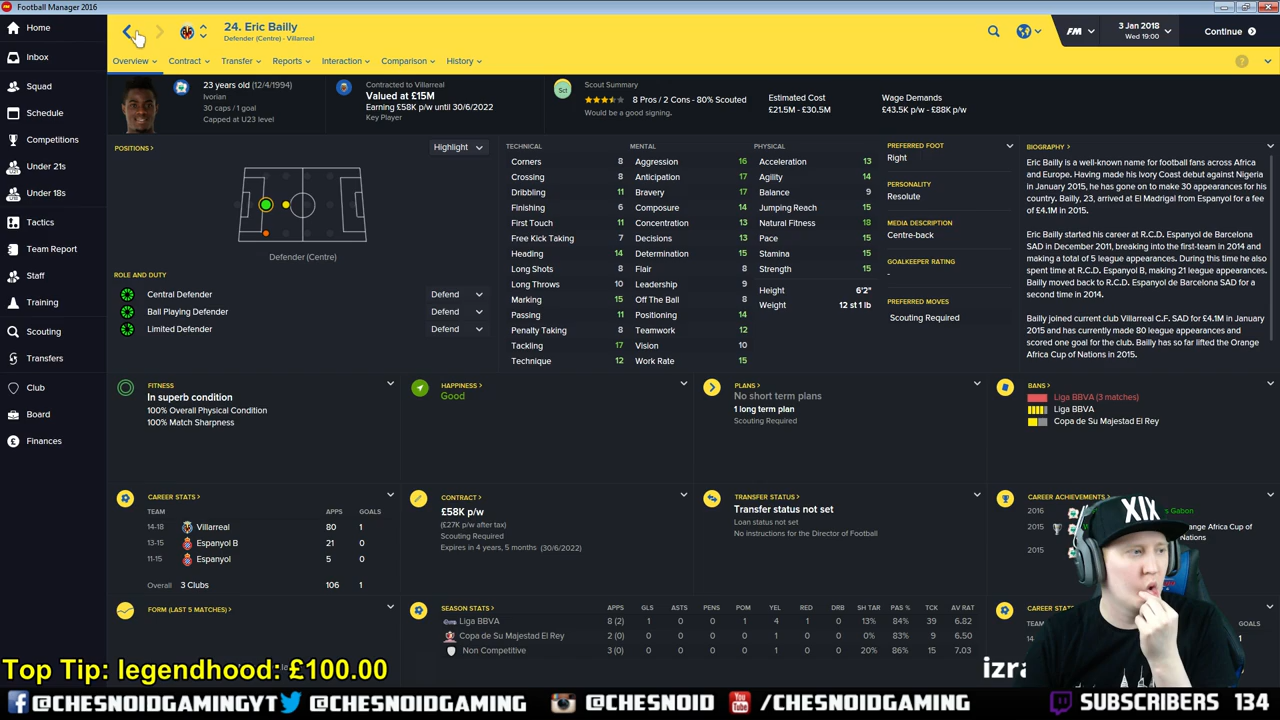 Football Manager 2016
Home
Inbox
Squad
Schedule
Competitions
Under 21s
Under 18s
Tactics
Team Report
Staff
Training
Scouting
Transfers
Club
Board
Finances
24. Eric Bailly
Defender (Centre) - Villarreal
FM
3 Jan 2018
Wed 19:00
Continue
Overview
Contract
Transfer
Reports
Interaction
Comparison
History
?
23 years old (12/4/1994)
Ivorian
30 caps / 1 goal
Capped at U23 level
Contracted to Villarreal
Valued at £15M
Earning £58K p/w until 30/6/2022
Key Player
Sct
Scout Summary
8 Pros / 2 Cons - 80% Scouted
Would be a good signing.
Estimated Cost
£21.5M - £30.5M
Wage Demands
£43.5K p/w - £88K p/w
POSITIONS >
Highlight
Defender (Centre)
ROLE AND DUTY
Central Defender Defend
Ball Playing Defender Defend
Limited Defender Defend
TECHNICAL
Corners 8
Crossing 8
Dribbling 11
Finishing 6
First Touch 11
Free Kick Taking 7
Heading 14
Long Shots 8
Long Throws 10
Marking 15
Passing 11
Penalty Taking 8
Tackling 17
Technique 12
MENTAL
Aggression 16
Anticipation 17
Bravery 17
Composure 14
Concentration 13
Decisions 13
Determination 15
Flair 8
Leadership 9
Off The Ball 8
Positioning 14
Teamwork 12
Vision 10
Work Rate 15
PHYSICAL
Acceleration 13
Agility 14
Balance 9
Jumping Reach 15
Natural Fitness 18
Pace 15
Stamina 15
Strength 15
Height 6'2"
Weight 12 st 1 lb
PREFERRED FOOT
Right
PERSONALITY
Resolute
MEDIA DESCRIPTION
Centre-back
GOALKEEPER RATING
-
PREFERRED MOVES
Scouting Required
BIOGRAPHY >
Eric Bailly is a well-known name for football fans across Africa
and Europe. Having made his Ivory Coast debut against Nigeria
in January 2015, he has gone on to make 30 appearances for his
country. Bailly, 23, arrived at El Madrigal from Espanyol for a fee
of £4.1M in 2015.
Eric Bailly started his career at R.C.D. Espanyol de Barcelona
SAD in December 2011, breaking into the first-team in 2014 and
making a total of 5 league appearances. During this time he also
spent time at R.C.D. Espanyol B, making 21 league appearances.
Bailly moved back to R.C.D. Espanyol de Barcelona SAD for a
second time in 2014.
Bailly joined current club Villarreal C.F. SAD for £4.1M in January
2015 and has currently made 80 league appearances and
scored one goal for the club. Bailly has so far lifted the Orange
Africa Cup of Nations in 2015.
FITNESS
In superb condition
100% Overall Physical Condition
100% Match Sharpness
HAPPINESS >
Good
PLANS >
No short term plans
1 long term plan
Scouting Required
BANS >
Liga BBVA (3 matches)
Liga BBVA
Copa de Su Majestad El Rey
CAREER STATS >
TEAM APPS GOALS
14-18 Villarreal 80 1
13-15 Espanyol B 21 0
11-15 Espanyol 5 0
Overall 3 Clubs 106 1
CONTRACT >
£58K p/w
(£27K p/w after tax)
Scouting Required
Expires in 4 years, 5 months (30/6/2022)
TRANSFER STATUS >
Transfer status not set
Loan status not set
No instructions for the Director of Football
CAREER ACHIEVEMENTS >
2016 Gabon
2015 Orange Africa Cup of
Nations
2015
XIX
FORM (LAST 5 MATCHES) >
SEASON STATS > APPS GLS ASTS PENS POM YEL RED DRB SH TAR PAS % TCK AV RAT
Liga BBVA 8 (2) 1 0 0 1 4 1 0 13% 84% 39 6.82
Copa de Su Majestad El Rey 2 (0) 0 0 0 0 1 0 0 0% 83% 9 6.50
Non Competitive 3 (0) 0 0 0 0 1 0 0 20% 86% 15 7.03
CAREER
TEAM
14
GOALS
1
Top Tip: legendhood: £100.00
izra
@CHESNOIDGAMINGYT @CHESNOIDGAMING @CHESNOIDGAMING You Tube /CHESNOIDGAMING SUBSCRIBERS 134